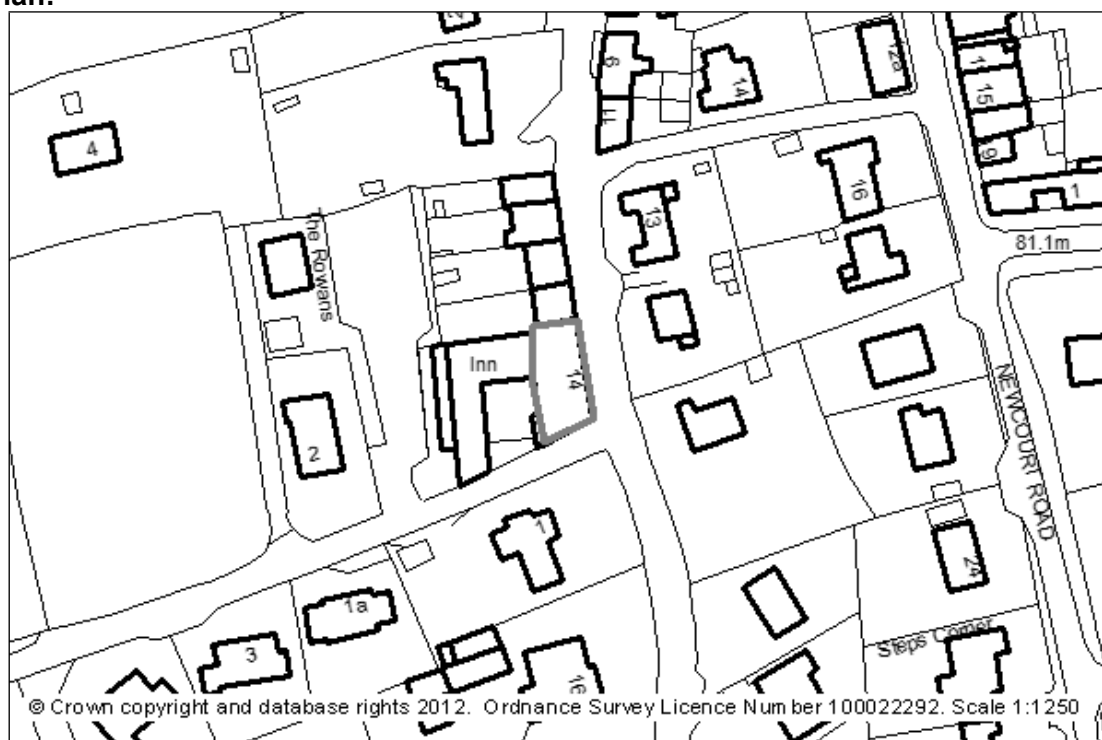 6
14
12a
11
15
9
1
4
16
13
81.1m
The Rowans
Inn
14
2
NEWCOURT ROAD
1
24
1a
Steps Corner
3
16
© Crown copyright and database rights 2012. Ordnance Survey Licence Number 100022292. Scale 1:1250